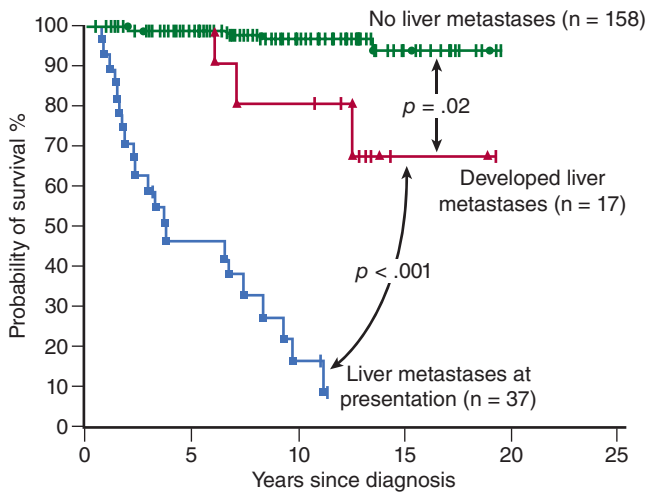 No liver metastases (n = 158)
100
90
80
70
60
50
40
30
20
10
0
Probability of survival %
p = .02
Developed liver
metastases (n = 17)
p < .001
Liver metastases at
presentation (n = 37)
0
5
10
15
20
25
Years since diagnosis